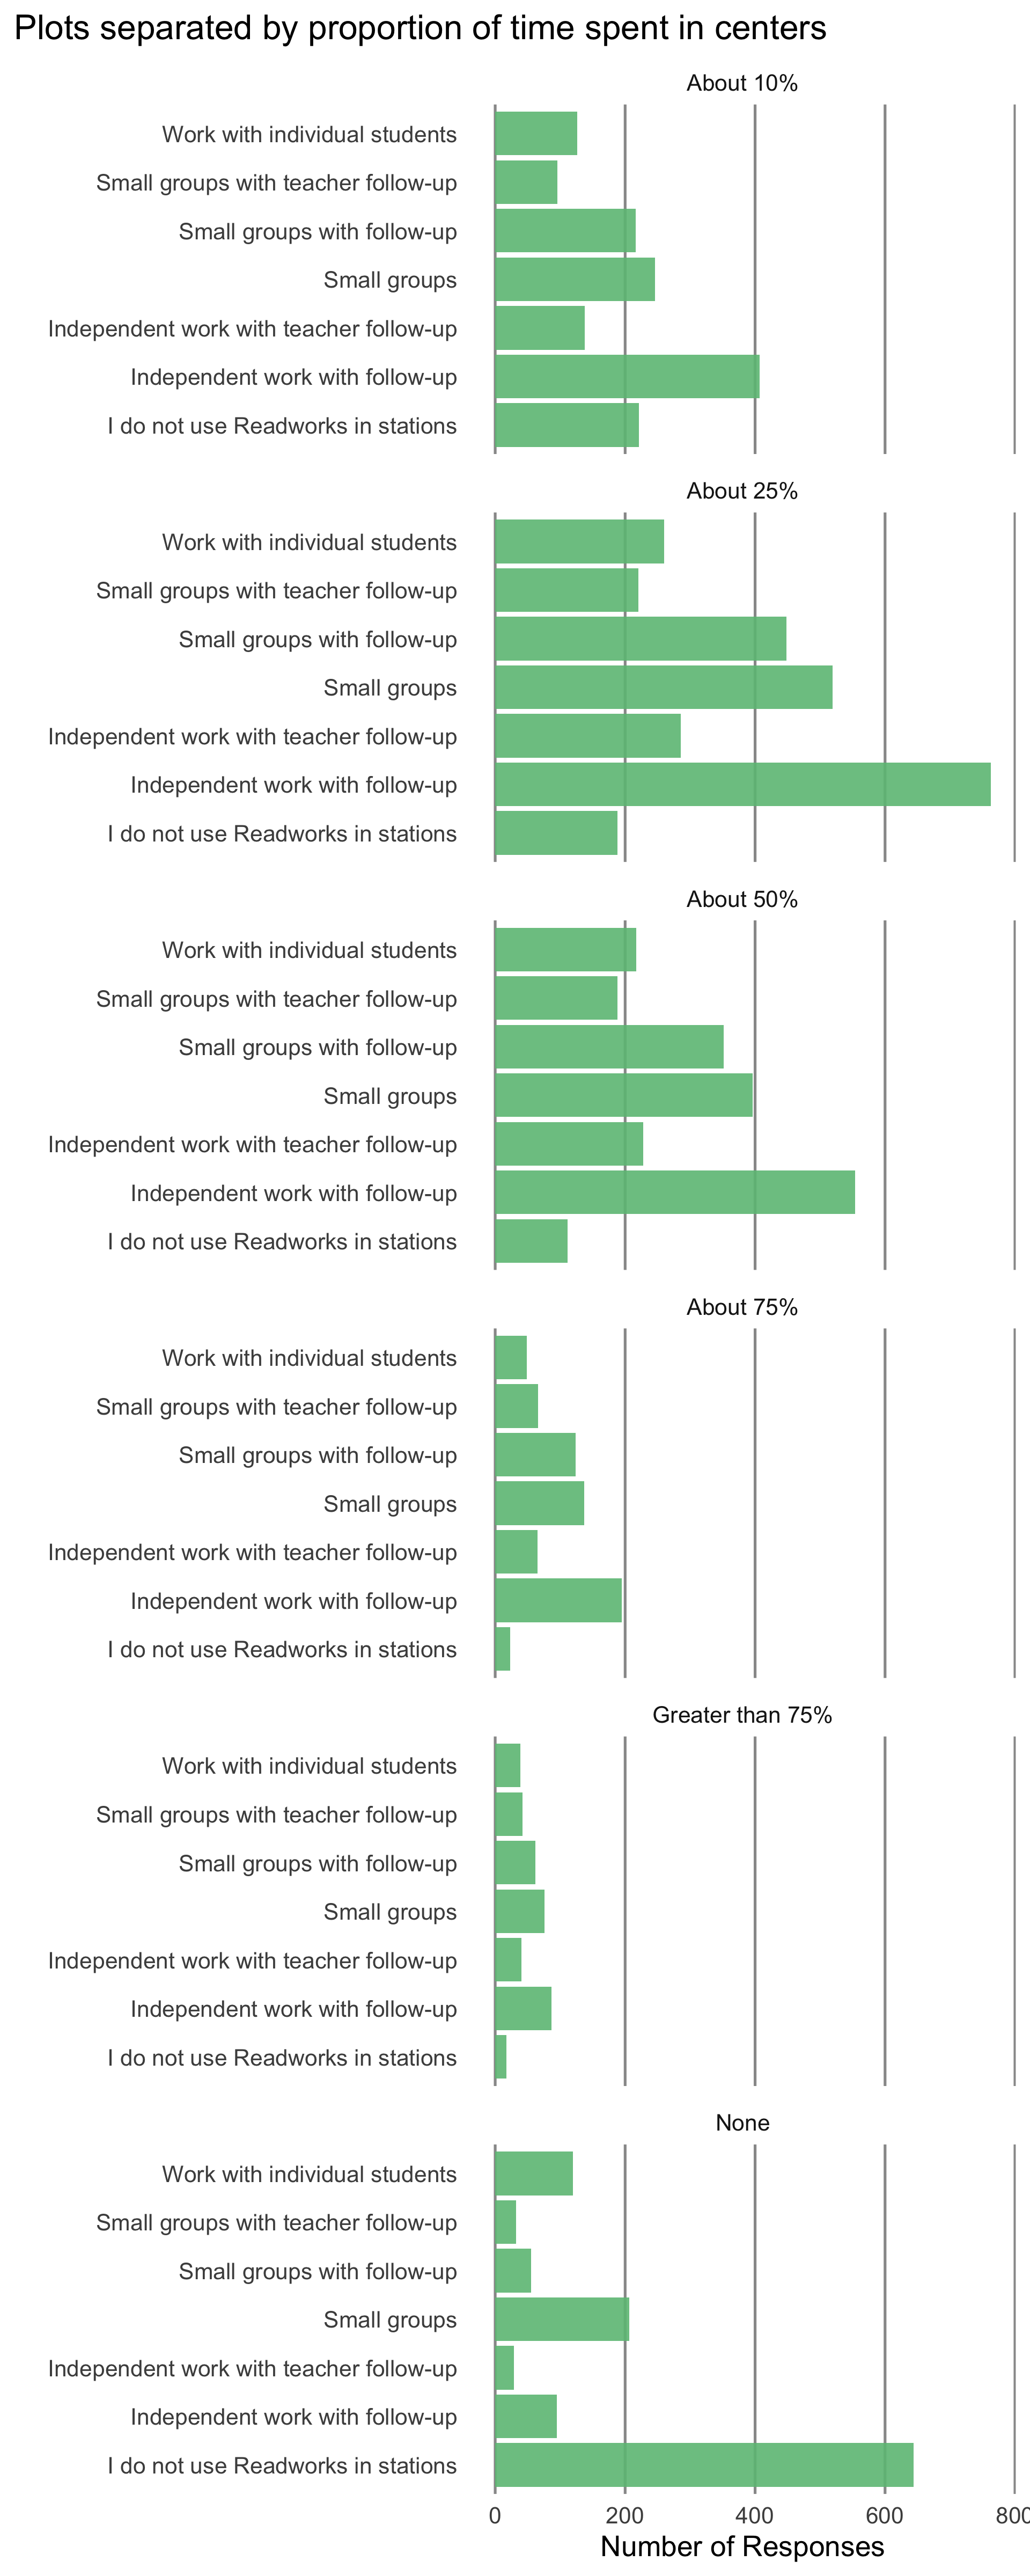 Plots separated by proportion of time spent in centers
About 10%
Work with individual students
Small groups with teacher follow-up
Small groups with follow-up
Small groups
Independent work with teacher follow-up
Independent work with follow-up
I do not use Readworks in stations
About 25%
Work with individual students
Small groups with teacher follow-up
Small groups with follow-up
Small groups
Independent work with teacher follow-up
Independent work with follow-up
I do not use Readworks in stations
About 50%
Work with individual students
Small groups with teacher follow-up
Small groups with follow-up
Small groups
Independent work with teacher follow-up
Independent work with follow-up
I do not use Readworks in stations
About 75%
Work with individual students
Small groups with teacher follow-up
Small groups with follow-up
Small groups
Independent work with teacher follow-up
Independent work with follow-up
I do not use Readworks in stations
Greater than 75%
Work with individual students
Small groups with teacher follow-up
Small groups with follow-up
Small groups
Independent work with teacher follow-up
Independent work with follow-up
I do not use Readworks in stations
None
Work with individual students
Small groups with teacher follow-up
Small groups with follow-up
Small groups
Independent work with teacher follow-up
Independent work with follow-up
I do not use Readworks in stations
0 200 400 600 800
Number of Responses